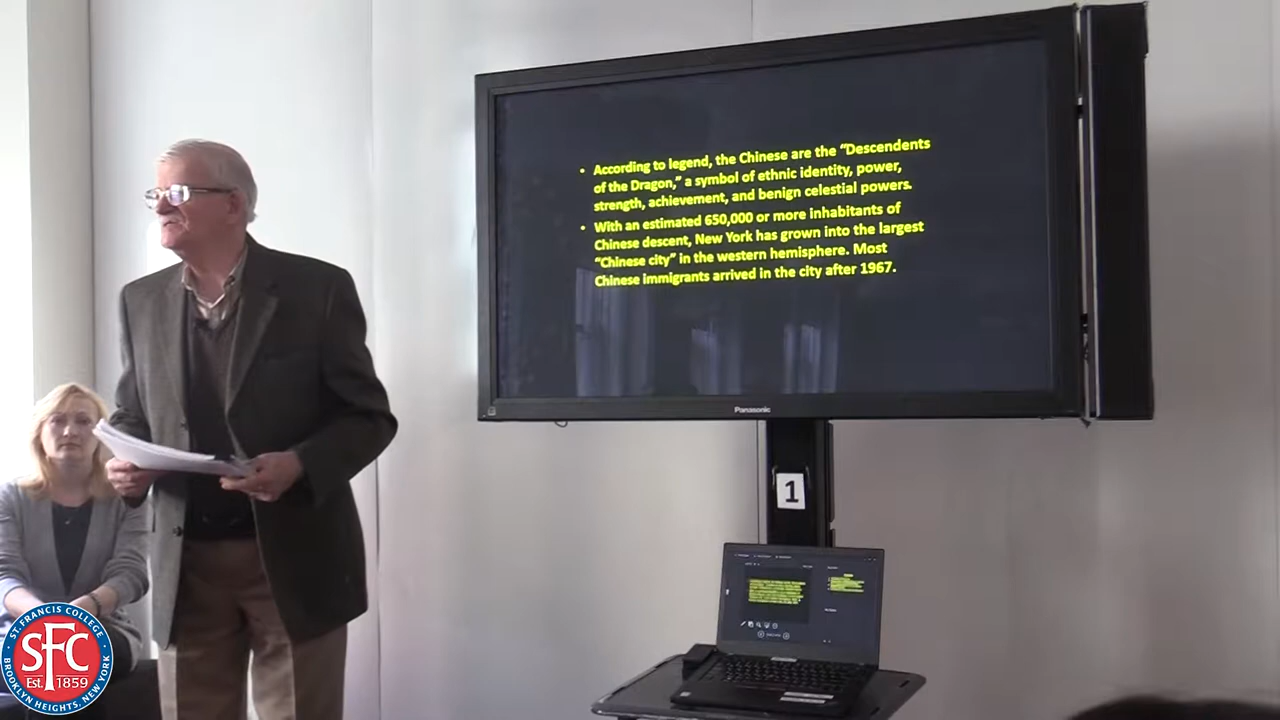 • According to legend, the Chinese are the “Descendents
of the Dragon,” a symbol of ethnic identity, power,
strength, achievement, and benign celestial powers.
• With an estimated 650,000 or more inhabitants of
Chinese descent, New York has grown into the largest
“Chinese city” in the western hemisphere. Most
Chinese immigrants arrived in the city after 1967.
Panasonic
1
ST. FRANCIS COLLEGE
SFC
Est. 1859
BROOKLYN HEIGHTS, NEW YORK